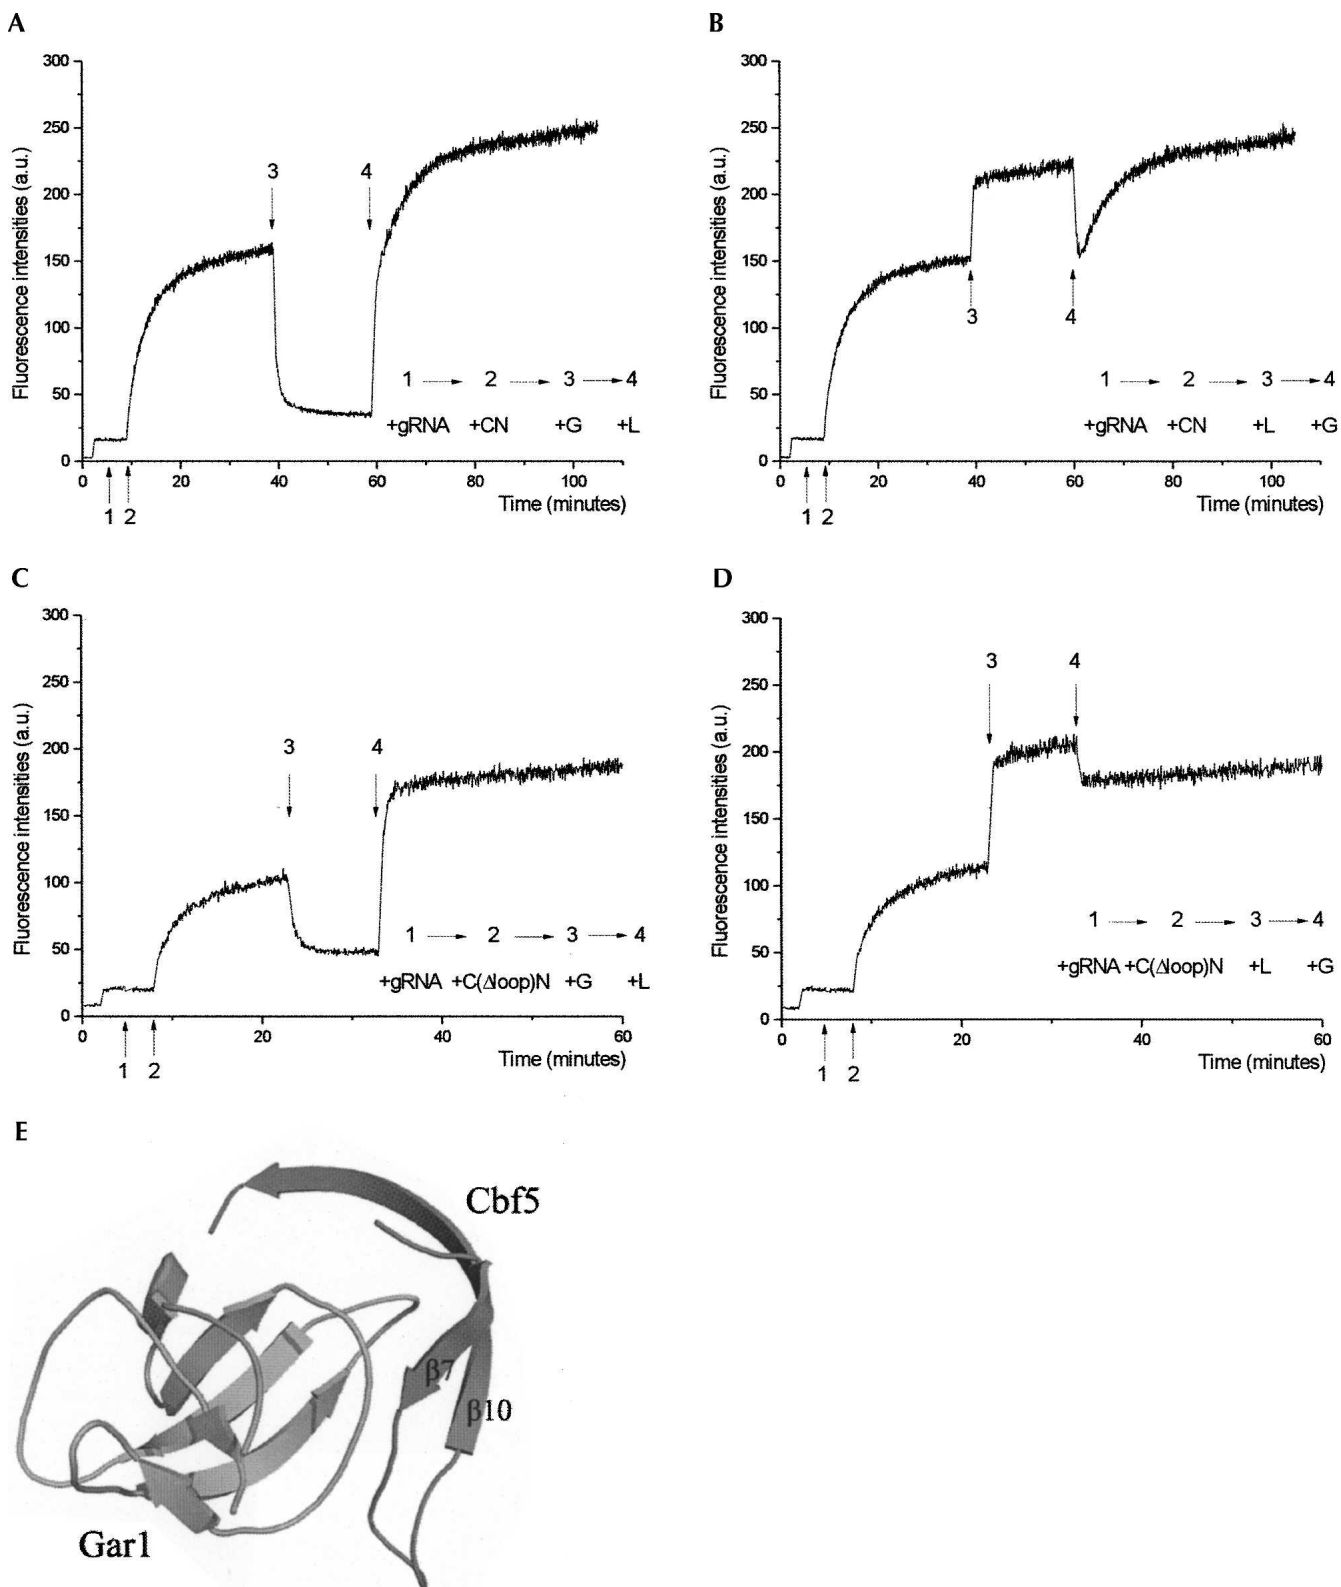 A
Fluorescence intensities (a.u.)
300
250
200
150
100
50
0
3
4
1 2 3 4
+gRNA +CN +G +L
0 20 40 60 80 100
Time (minutes)
1 2
B
Fluorescence intensities (a.u.)
300
250
200
150
100
50
0
3
4
1 2 3 4
+gRNA +CN +L +G
0 20 40 60 80 100
Time (minutes)
1 2
C
Fluorescence intensities (a.u.)
300
250
200
150
100
50
0
3 4
1 2 3 4
+gRNA +C(Δloop)N +G +L
0 20 40 60
Time (minutes)
1 2
D
Fluorescence intensities (a.u.)
300
250
200
150
100
50
0
3 4
1 2 3 4
+gRNA +C(Δloop)N +L +G
0 20 40 60
Time (minutes)
1 2
E
Cbf5
β7
β10
Gar1